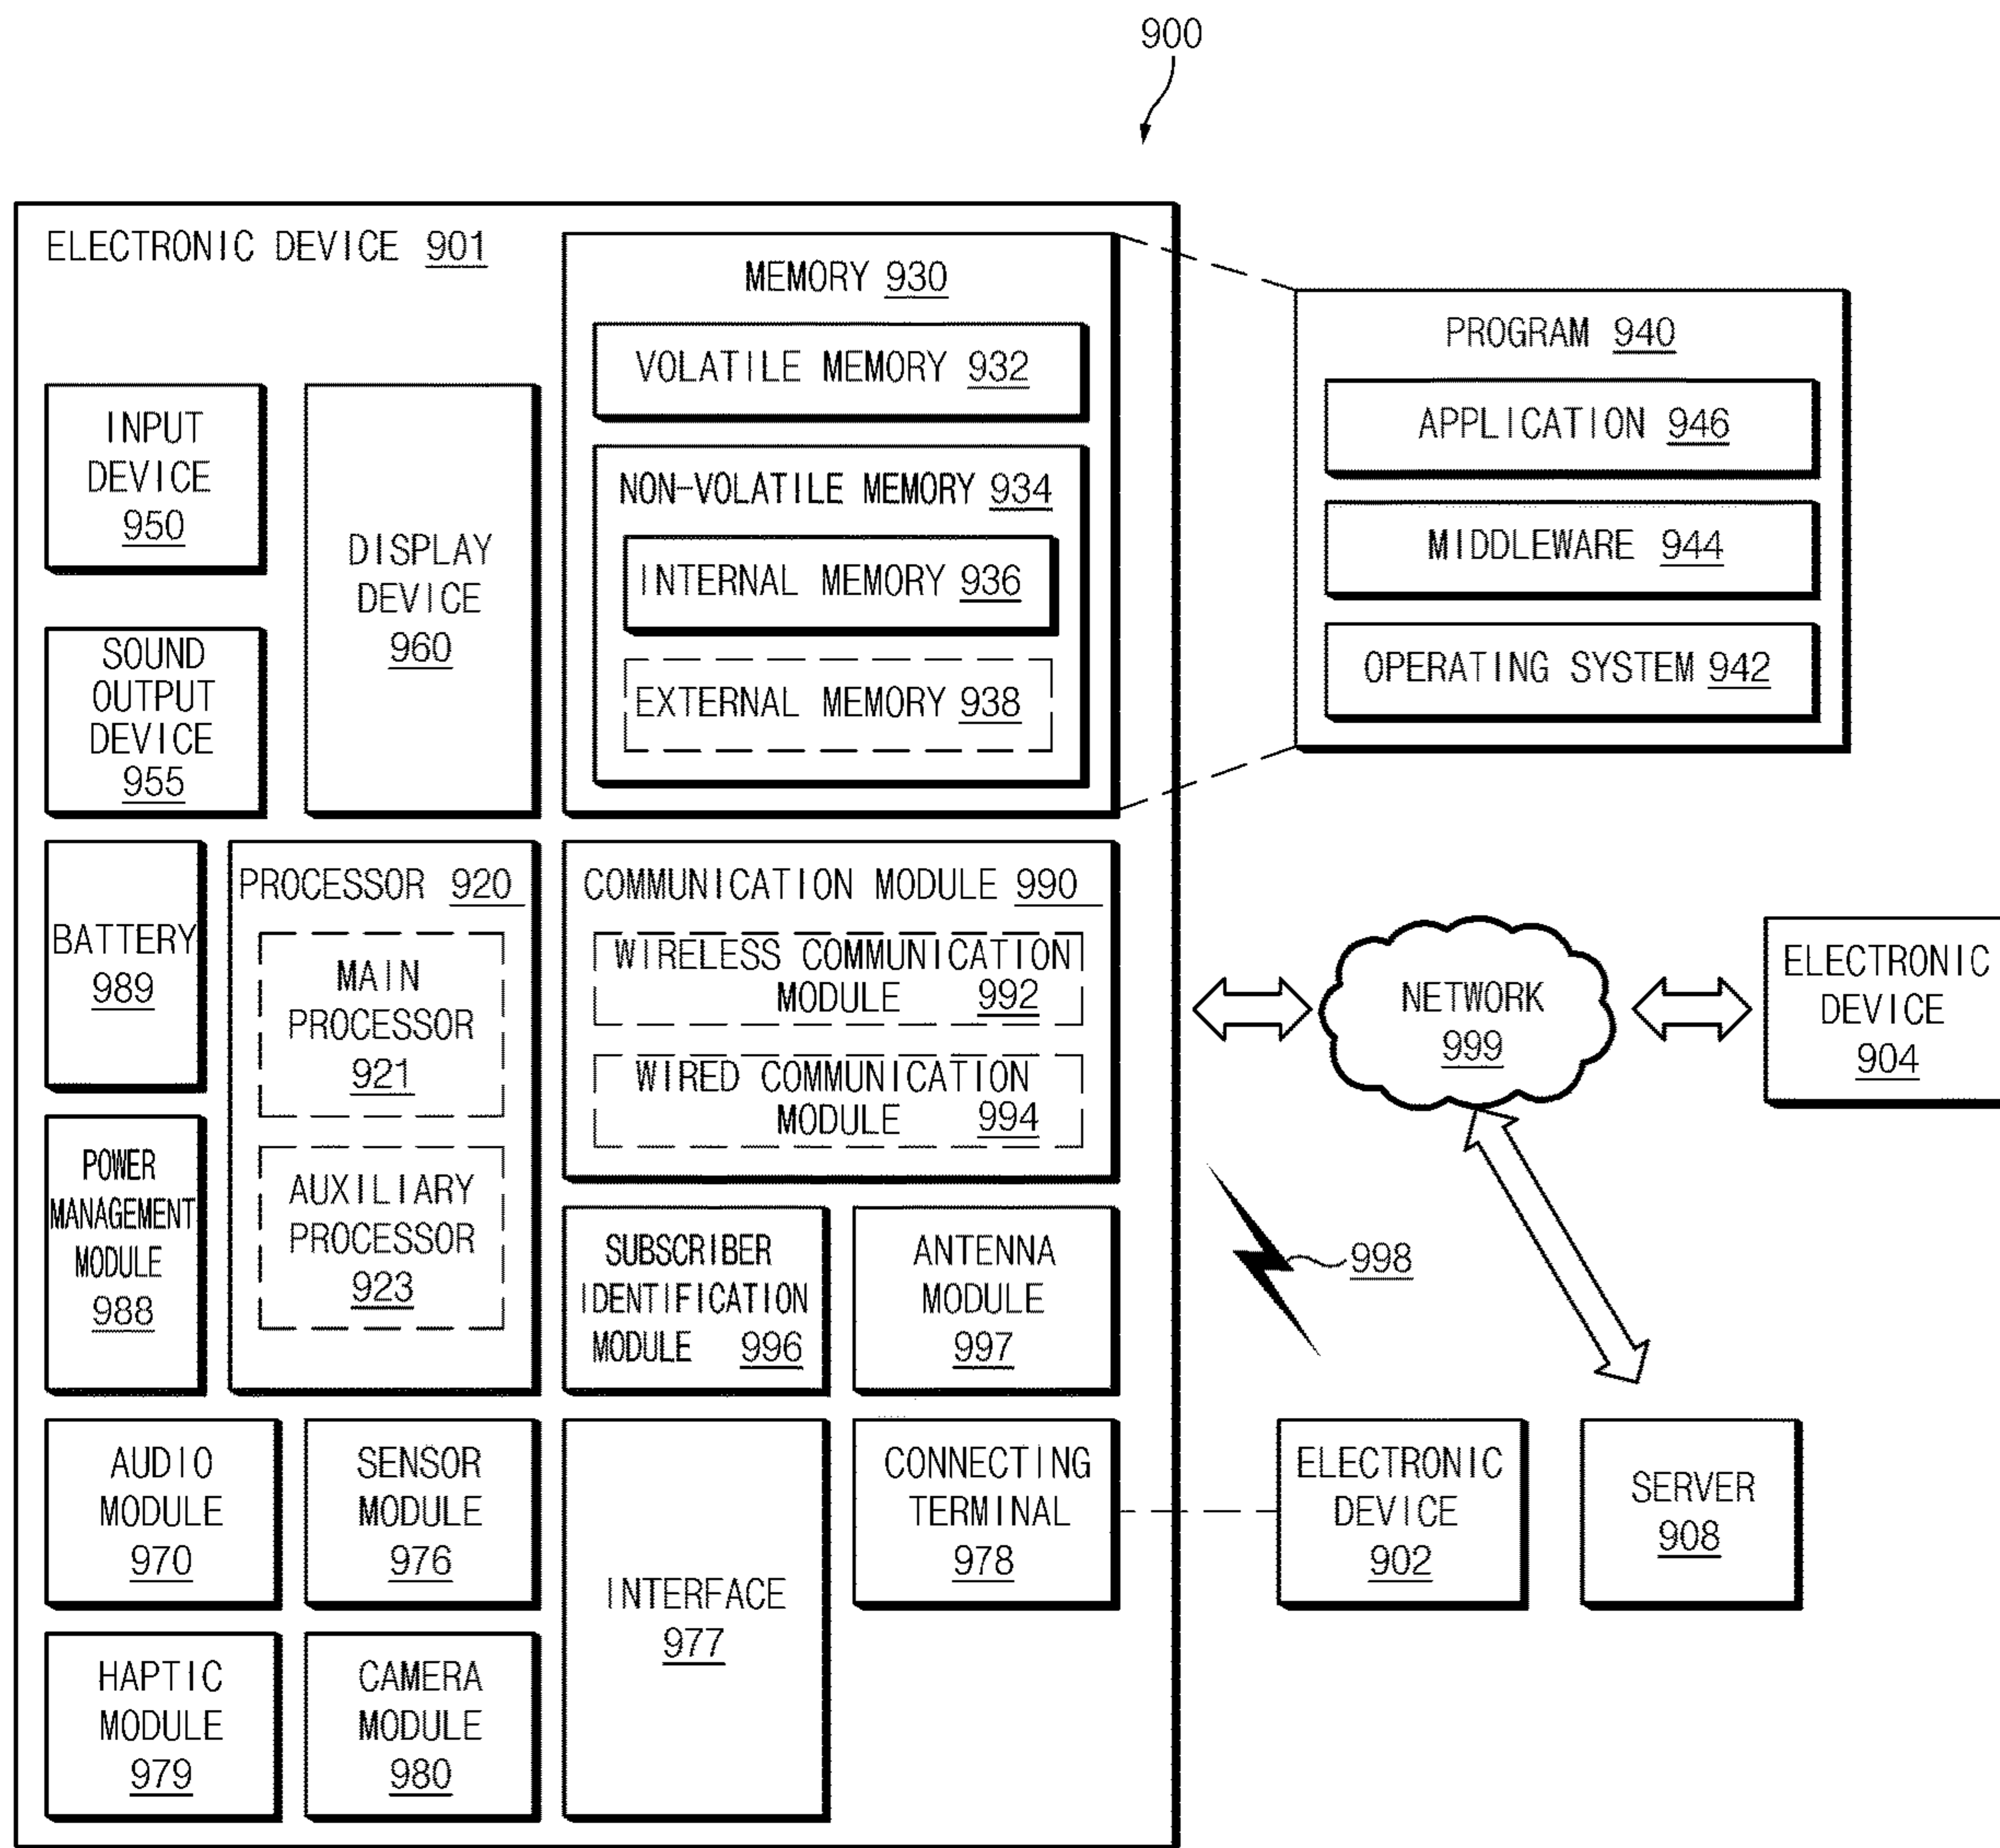 900
ELECTRONIC DEVICE 901
MEMORY 930
VOLATILE MEMORY 932
NON-VOLATILE MEMORY 934
INTERNAL MEMORY 936
EXTERNAL MEMORY 938
PROGRAM 940
APPLICATION 946
MIDDLEWARE 944
OPERATING SYSTEM 942
INPUT
DEVICE
950
SOUND
OUTPUT
DEVICE
955
DISPLAY
DEVICE
960
BATTERY
989
POWER
MANAGEMENT
MODULE
988
PROCESSOR 920
MAIN
PROCESSOR
921
AUXILIARY
PROCESSOR
923
COMMUNICATION MODULE 990
WIRELESS COMMUNICATION
MODULE 992
WIRED COMMUNICATION
MODULE 994
SUBSCRIBER
IDENTIFICATION
MODULE 996
ANTENNA
MODULE
997
NETWORK
999
ELECTRONIC
DEVICE
904
998
AUDIO
MODULE
970
SENSOR
MODULE
976
INTERFACE
977
CONNECTING
TERMINAL
978
ELECTRONIC
DEVICE
902
SERVER
908
HAPTIC
MODULE
979
CAMERA
MODULE
980